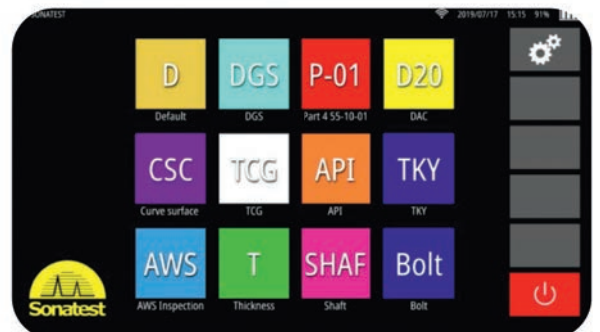 SONATEST 2019/07/17 15:15 91%
D DGS P-01 D20
Default DGS Part 4 55-10-01 DAC
CSC TCG API TKY
Curve surface TCG API TKY
AWS T SHAF Bolt
AWS Inspection Thickness Shaft Bolt
Sonatest